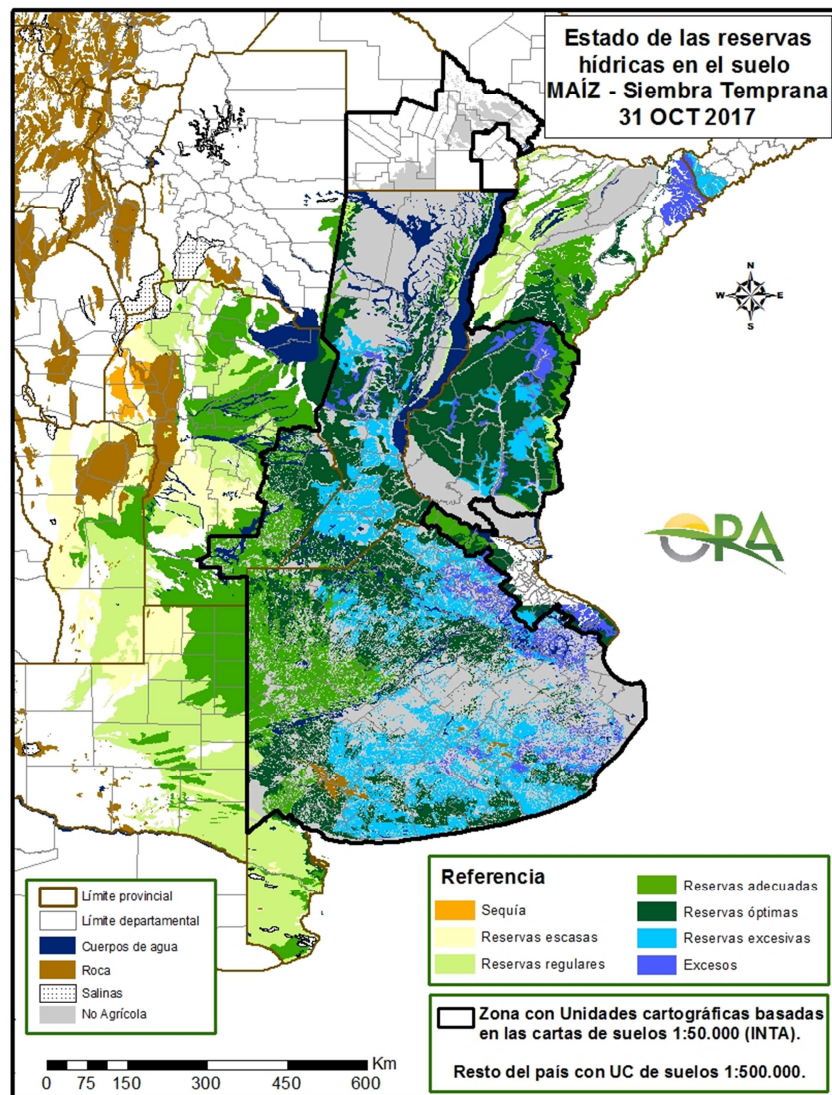 Estado de las reservas
hídricas en el suelo
MAÍZ - Siembra Temprana
31 OCT 2017
N
W E
S
OPA
Límite provincial
Límite departamental
Cuerpos de agua
Roca
Salinas
No Agrícola
Referencia
Sequía
Reservas escasas
Reservas regulares
Reservas adecuadas
Reservas óptimas
Reservas excesivas
Excesos
Zona con Unidades cartográficas basadas
en las cartas de suelos 1:50.000 (INTA).
Resto del país con UC de suelos 1:500.000.
Km
0 75 150 300 450 600